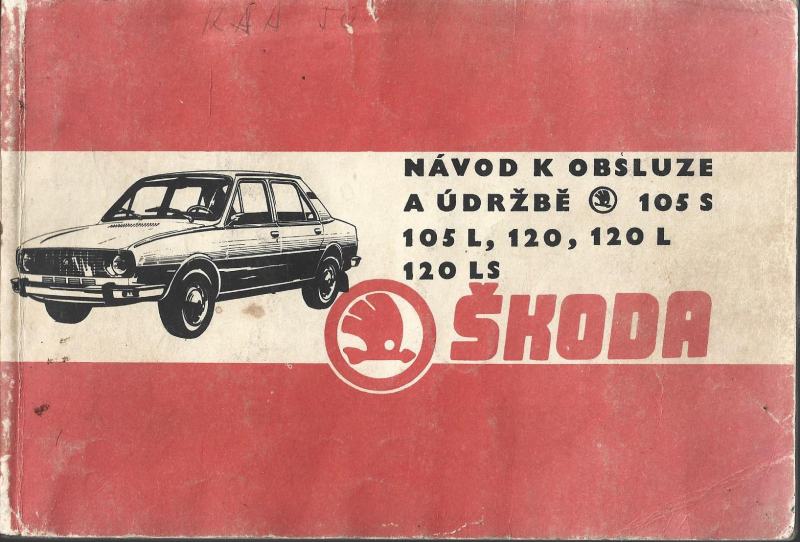 NÁVOD K OBSLUZE
A ÚDRŽBĚ 105 S
105 L, 120, 120 L
120 LS
ŠKODA